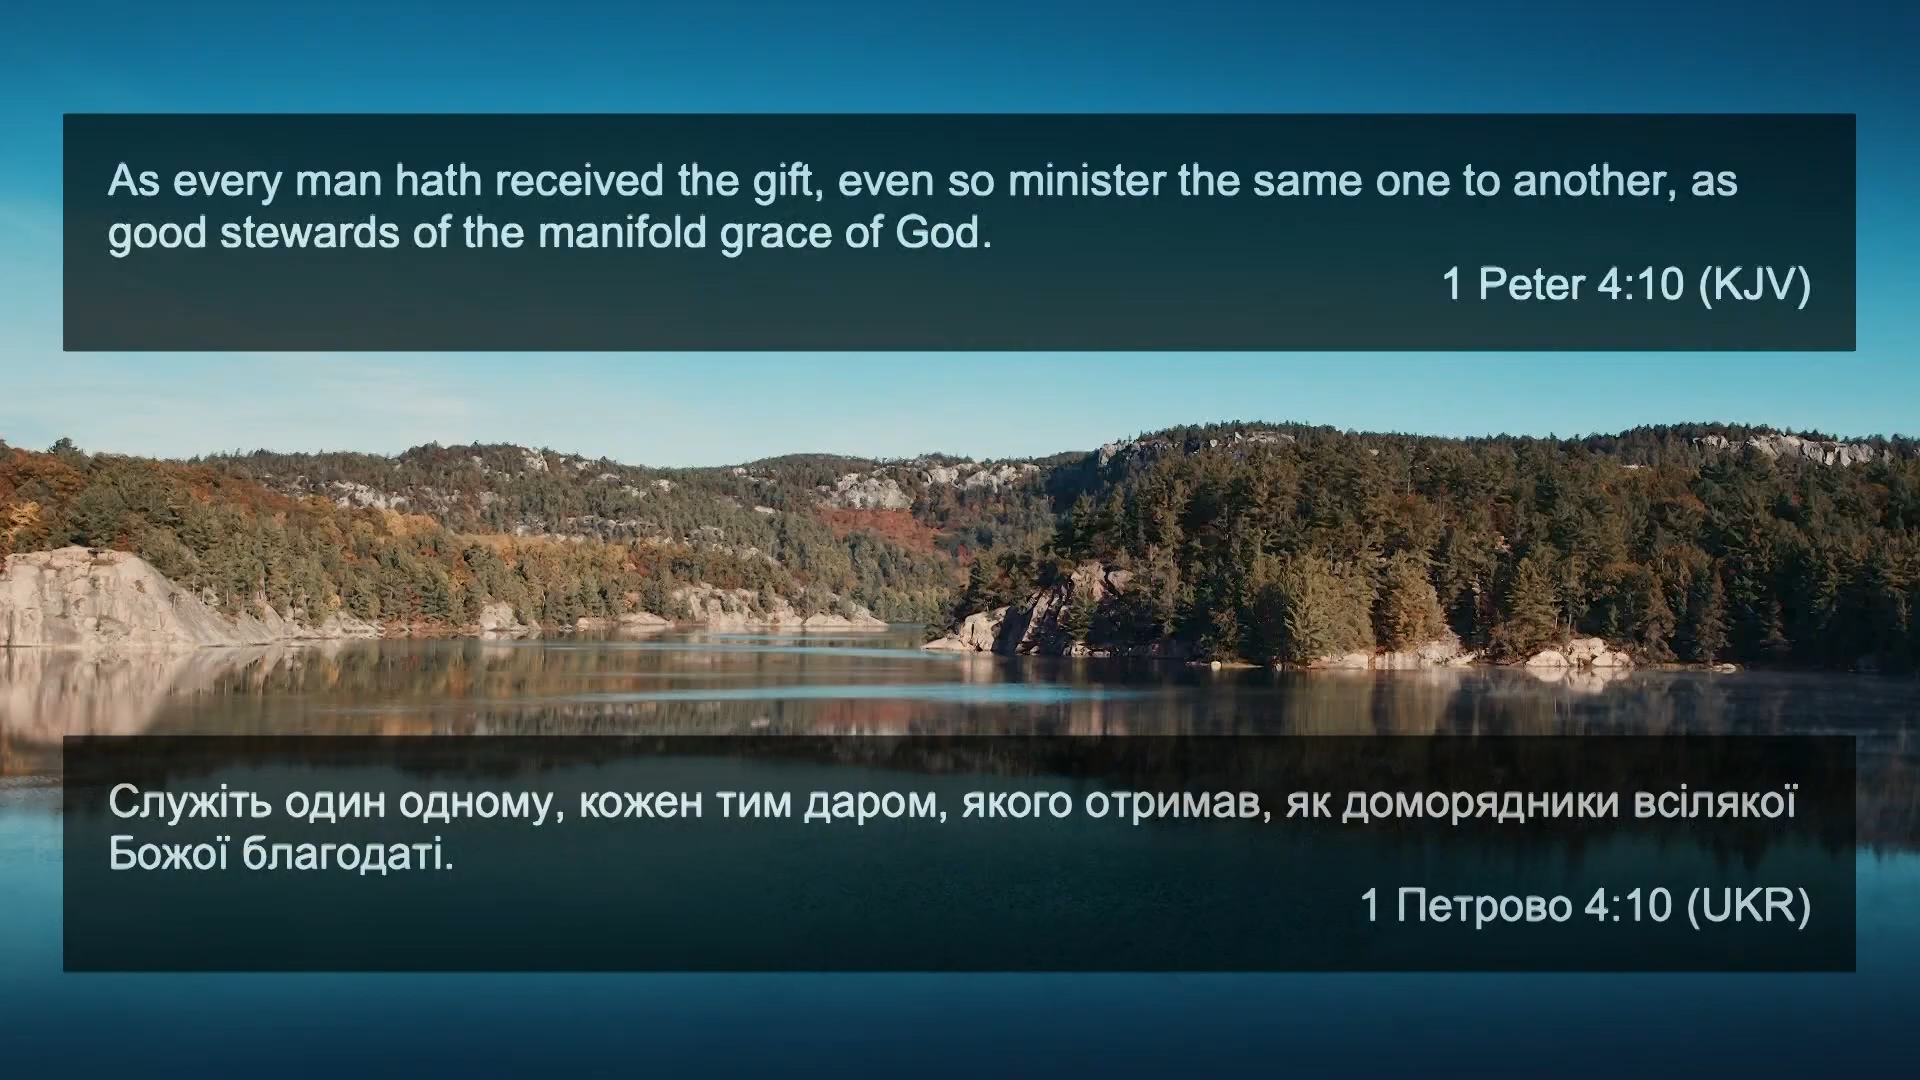 As every man hath received the gift, even so minister the same one to another, as
good stewards of the manifold grace of God.
1 Peter 4:10 (KJV)
Служіть один одному, кожен тим даром, якого отримав, як доморядники всілякої
Божої благодаті.
1 Петрово 4:10 (UKR)